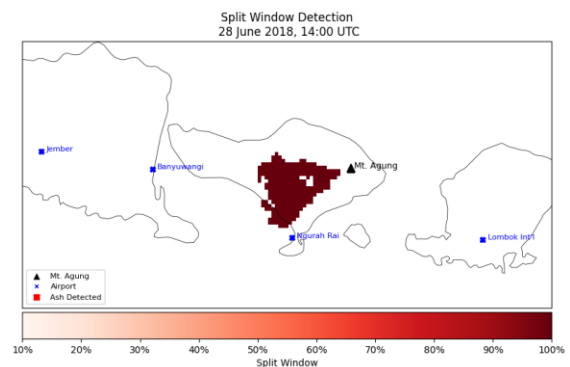 Split Window Detection
28 June 2018, 14:00 UTC
Jember
Banyuwangi
Mt. Agung
Ngurah Rai
Lombok Int'l
Mt. Agung
Airport
Ash Detected
10% 20% 30% 40% 50% 60% 70% 80% 90% 100%
Split Window